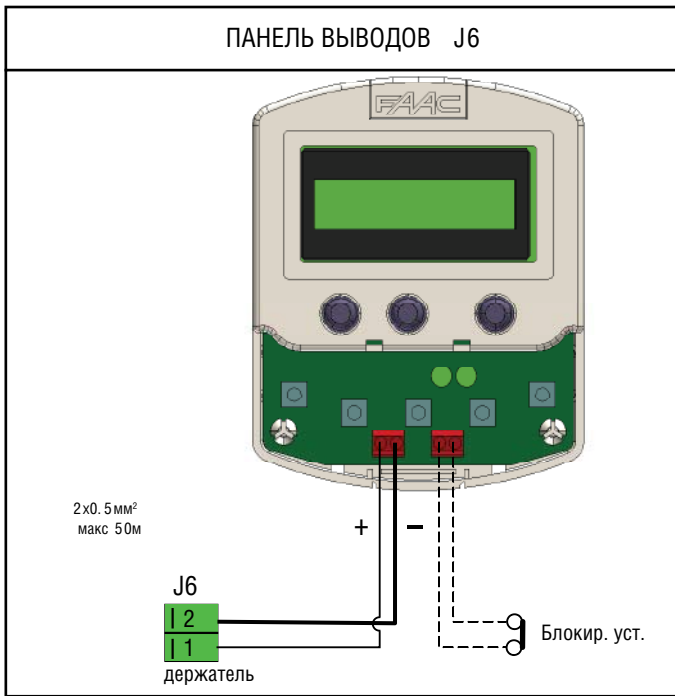 ПАНЕЛЬ ВЫВОДОВ J6
FAAC
2x0.5мм²
макс 50м
+ −
J6
2
1
держатель
Блокир. уст.